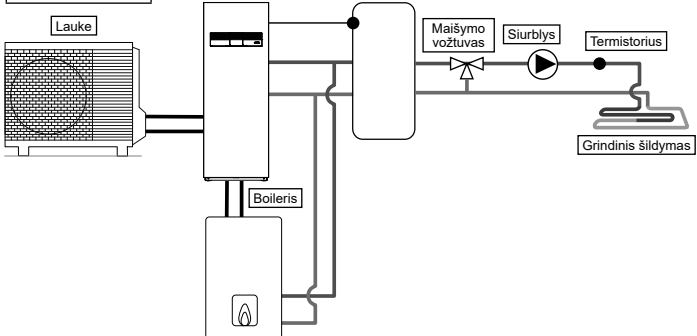 Lauke
Maišymo
vožtuvas
Siurblys
Termistorius
Grindinis šildymas
Boileris